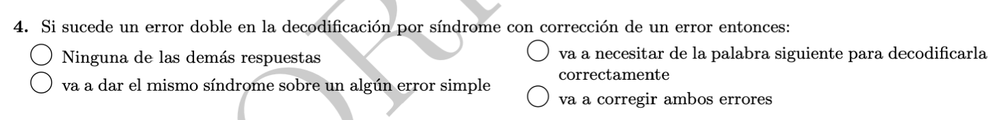 4. Si sucede un error doble en la decodificación por síndrome con corrección de un error entonces:
Ninguna de las demás respuestas
va a dar el mismo síndrome sobre un algún error simple
va a necesitar de la palabra siguiente para decodificarla
correctamente
va a corregir ambos errores